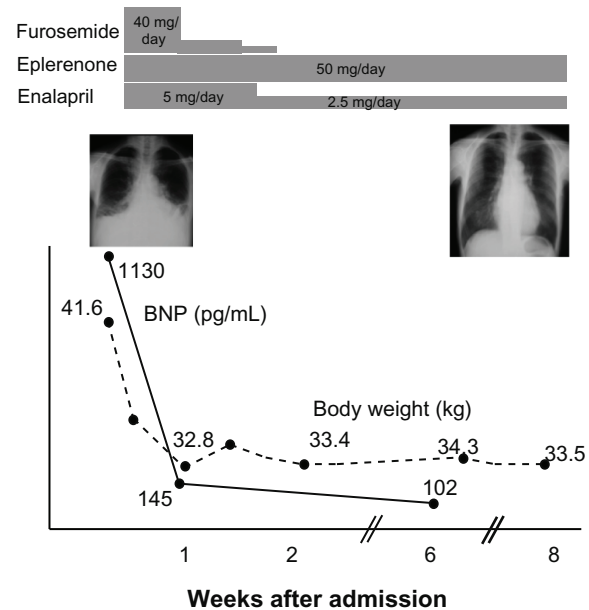 Furosemide
40 mg/
day
Eplerenone
50 mg/day
Enalapril
5 mg/day
2.5 mg/day
1130
41.6
BNP (pg/mL)
Body weight (kg)
32.8
33.4
34.3
33.5
145
102
1 2 6 8
Weeks after admission